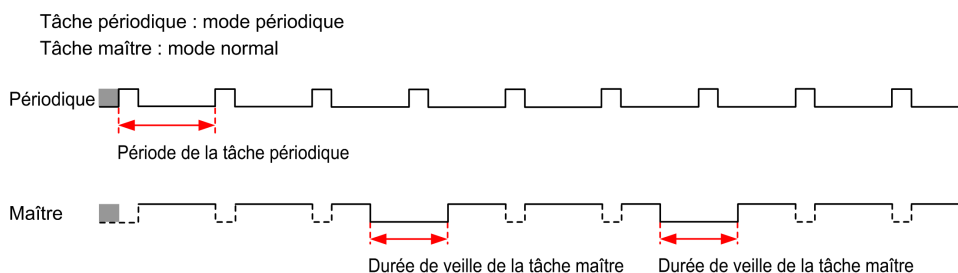 Tâche périodique : mode périodique
Tâche maître : mode normal
Périodique
Période de la tâche périodique
Maître
Durée de veille de la tâche maître
Durée de veille de la tâche maître